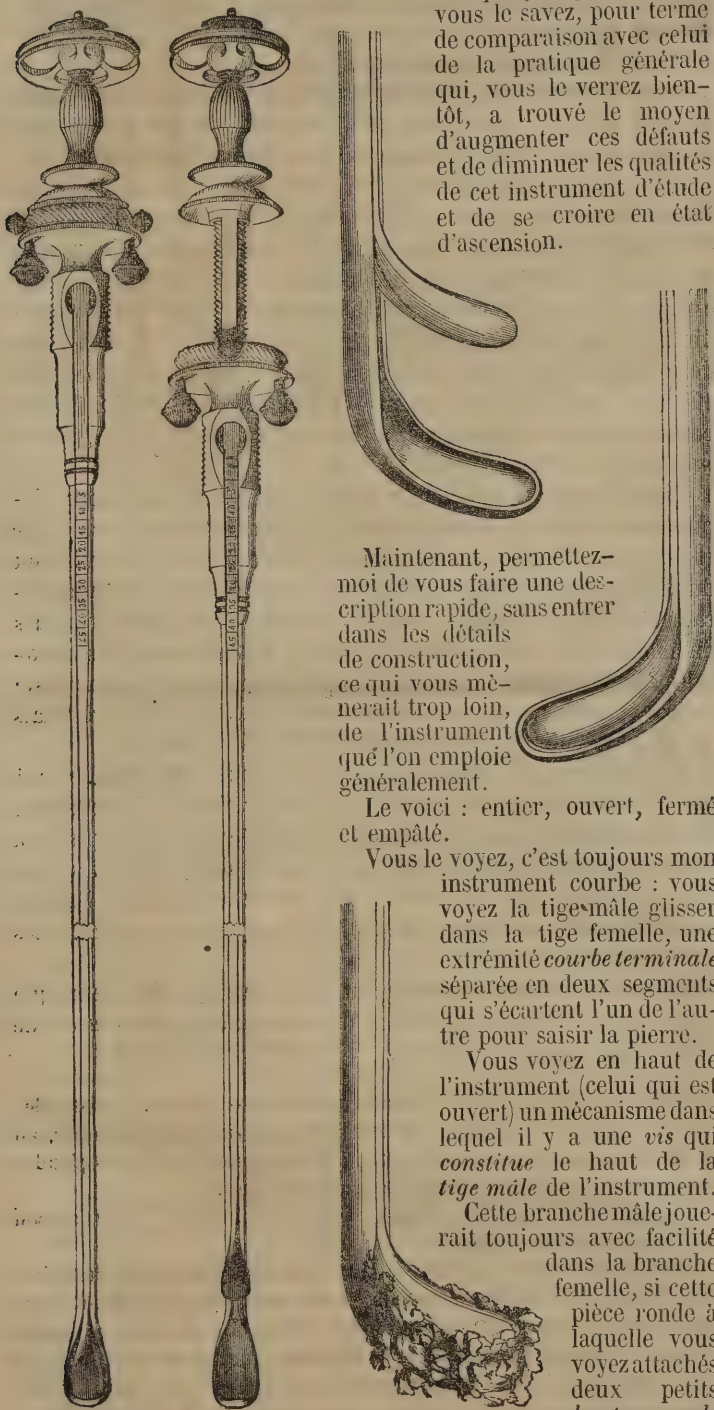 vous le savez, pour terme
de comparaison avec celui
de la pratique générale
qui, vous le verrez bien-
tôt, a trouvé le moyen
d'augmenter ces défauts
et de diminuer les qualités
de cet instrument d'étude
et de se croire en état
d'ascension.
Maintenant, permettez-
moi de vous faire une des-
cription rapide, sans entrer
dans les détails
de construction,
ce qui vous mè-
nerait trop loin,
de l'instrument
que l'on emploie
généralement.
Le voici : entier, ouvert, fermé
et empâté.
Vous le voyez, c'est toujours mon
instrument courbe : vous
voyez la tige mâle glisser
dans la tige femelle, une
extrémité courbe terminale
séparée en deux segments
qui s'écartent l'un de l'au-
tre pour saisir la pierre.
Vous voyez en haut de
l'instrument (celui qui est
ouvert) un mécanisme dans
lequel il y a une vis qui
constitue le haut de la
tige mâle de l'instrument.
Cette branche mâle joue-
rait toujours avec facilité
dans la branche
femelle, si cette
pièce ronde à
laquelle vous
voyez attachés
deux petits